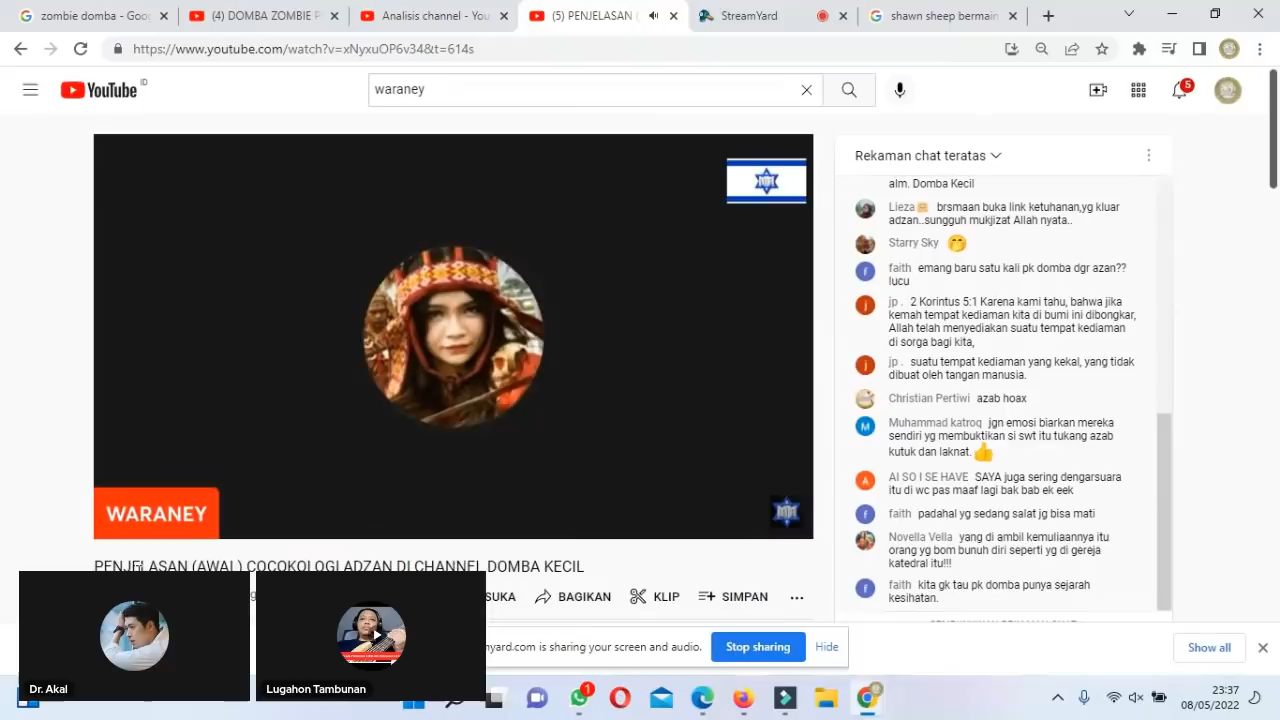 zombie domba - Goog
(4) DOMBA ZOMBIE P
Analisis channel - You
(5) PENJELASAN (
StreamYard
shawn sheep bermain
https://www.youtube.com/watch?v=xNyxuOP6v34&t=614s
YouTube ID
waraney
5
Rekaman chat teratas
alm. Domba Kecil
Lieza brsmaan buka link ketuhanan,yg kluar
adzan..sungguh mukjizat Allah nyata..
Starry Sky
faith emang baru satu kali pk domba dgr azan??
lucu
jp . 2 Korintus 5:1 Karena kami tahu, bahwa jika
kemah tempat kediaman kita di bumi ini dibongkar,
Allah telah menyediakan suatu tempat kediaman
di sorga bagi kita,
jp . suatu tempat kediaman yang kekal, yang tidak
dibuat oleh tangan manusia.
Christian Pertiwi azab hoax
Muhammad katroq jgn emosi biarkan mereka
sendiri yg membuktikan si swt itu tukang azab
kutuk dan laknat.
AI SO I SE HAVE SAYA juga sering dengarsuara
itu di wc pas maaf lagi bak bab ek eek
faith padahal yg sedang salat jg bisa mati
Novella Vella yang di ambil kemuliaannya itu
orang yg bom bunuh diri seperti yg di gereja
katedral itu!!!
faith kita gk tau pk domba punya sejarah
kesihatan.
WARANEY
PENJELASAN (AWAL) COCOKOLOGI ADZAN DI CHANNEL DOMBA KECIL
SUKA
BAGIKAN
KLIP
SIMPAN
yard.com is sharing your screen and audio.
Stop sharing
Hide
Show all
Dr. Akal
Lugahon Tambunan
1
23:37
08/05/2022